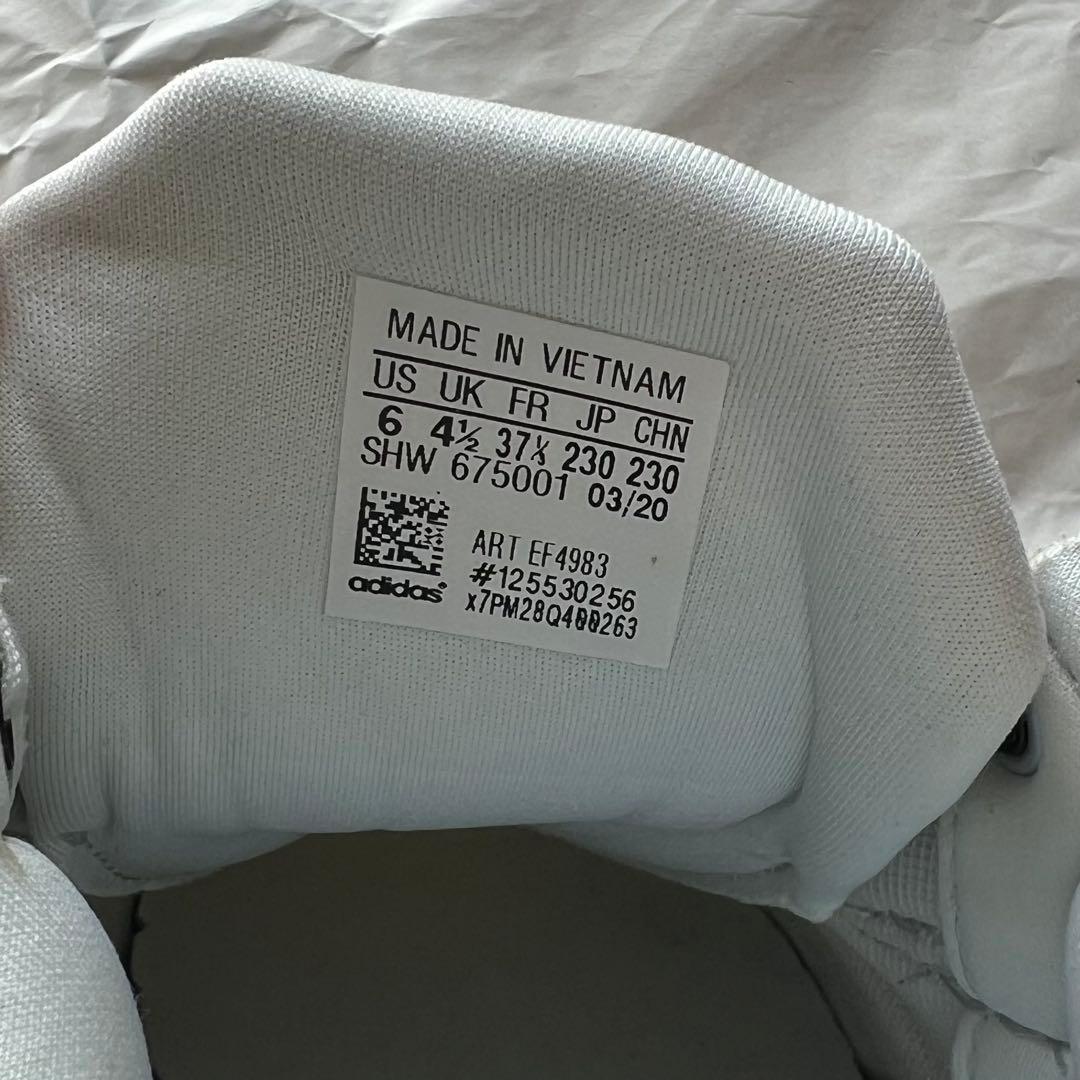 MADE IN VIETNAM
US UK FR JP CHN
6 4½ 37⅓ 230 230
SHW 675001 03/20
ART EF4983
#125530256
adidas
x7PM28Q400263